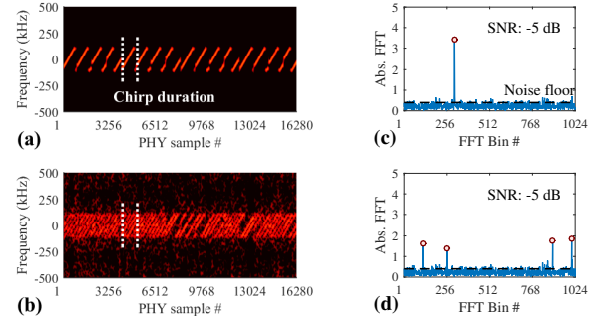 500
250
0
-250
-500
Frequency (kHz)
Chirp duration
(a)
1 3256 6512 9768 13024 16280
PHY sample #
5
4
3
2
1
0
Abs. FFT
SNR: -5 dB
Noise floor
(c)
1 256 512 768 1024
FFT Bin #
500
250
0
-250
-500
Frequency (kHz)
(b)
1 3256 6512 9768 13024 16280
PHY sample #
5
4
3
2
1
0
Abs. FFT
SNR: -5 dB
(d)
1 256 512 768 1024
FFT Bin #